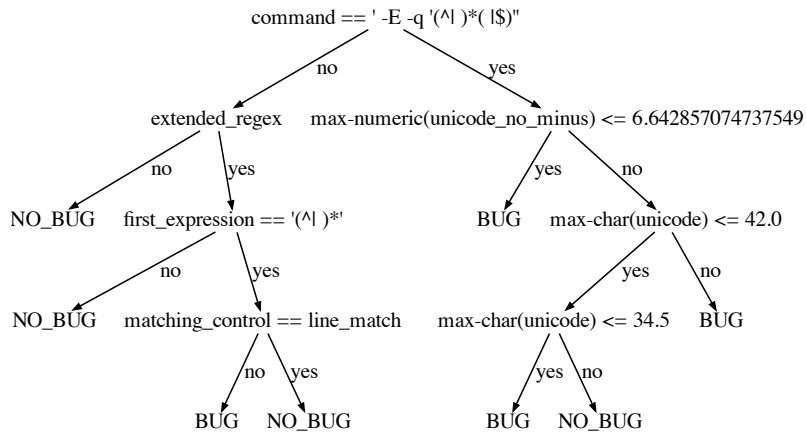 command == ' -E -q '(^| )*( |$)''
no
yes
extended_regex
max-numeric(unicode_no_minus) <= 6.642857074737549
no
yes
yes
no
NO_BUG
first_expression == '(^| )*'
BUG
max-char(unicode) <= 42.0
no
yes
yes
no
NO_BUG
matching_control == line_match
max-char(unicode) <= 34.5
BUG
no
yes
yes
no
BUG
NO_BUG
BUG
NO_BUG